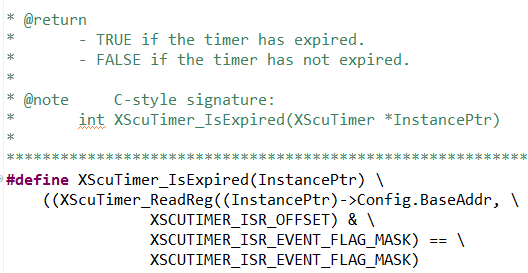 * @return
*       - TRUE if the timer has expired.
*       - FALSE if the timer has not expired.
*
* @note     C-style signature:
*       int XScuTimer_IsExpired(XScuTimer *InstancePtr)
*
**********************************************************
#define XScuTimer_IsExpired(InstancePtr) \
    ((XScuTimer_ReadReg((InstancePtr)->Config.BaseAddr, \
                XSCUTIMER_ISR_OFFSET) & \
                XSCUTIMER_ISR_EVENT_FLAG_MASK) == \
                XSCUTIMER_ISR_EVENT_FLAG_MASK)